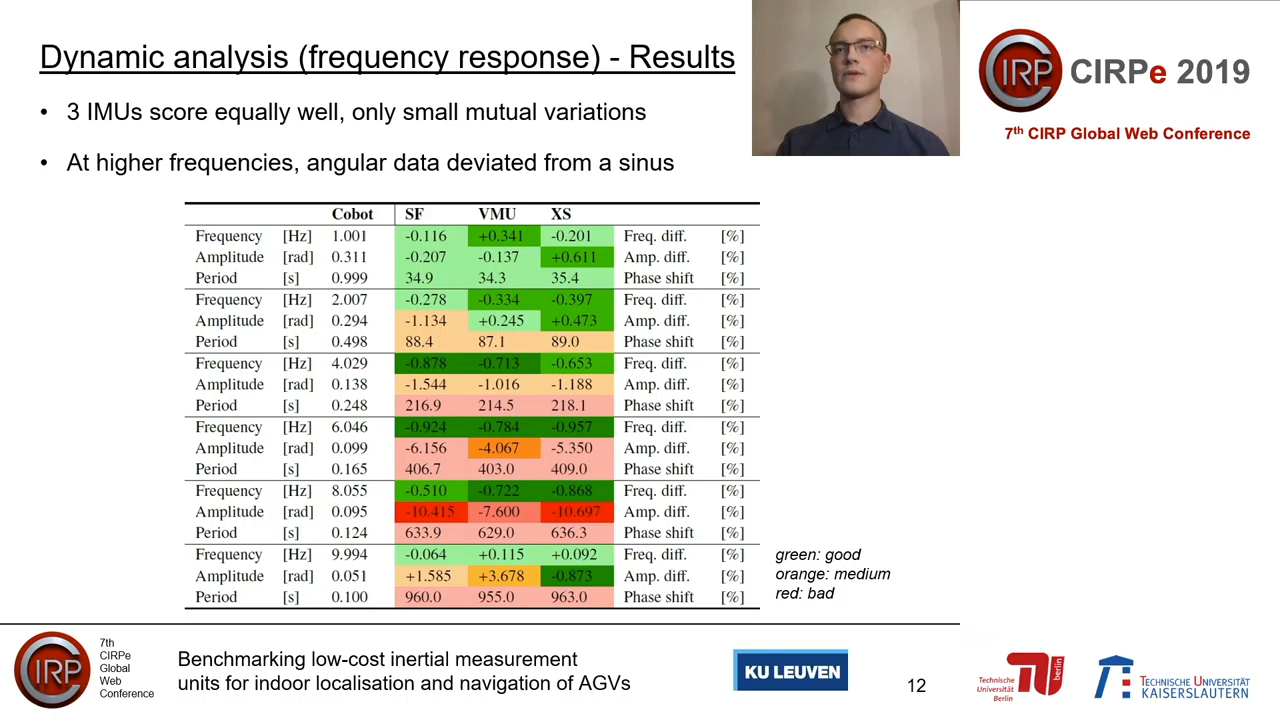 Dynamic analysis (frequency response) - Results
• 3 IMUs score equally well, only small mutual variations
• At higher frequencies, angular data deviated from a sinus
CIRP CIRPe 2019
7th CIRP Global Web Conference
Cobot SF VMU XS
Frequency [Hz] 1.001 -0.116 +0.341 -0.201 Freq. diff. [%]
Amplitude [rad] 0.311 -0.207 -0.137 +0.611 Amp. diff. [%]
Period [s] 0.999 34.9 34.3 35.4 Phase shift [%]
Frequency [Hz] 2.007 -0.278 -0.334 -0.397 Freq. diff. [%]
Amplitude [rad] 0.294 -1.134 +0.245 +0.473 Amp. diff. [%]
Period [s] 0.498 88.4 87.1 89.0 Phase shift [%]
Frequency [Hz] 4.029 -0.878 -0.713 -0.653 Freq. diff. [%]
Amplitude [rad] 0.138 -1.544 -1.016 -1.188 Amp. diff. [%]
Period [s] 0.248 216.9 214.5 218.1 Phase shift [%]
Frequency [Hz] 6.046 -0.924 -0.784 -0.957 Freq. diff. [%]
Amplitude [rad] 0.099 -6.156 -4.067 -5.350 Amp. diff. [%]
Period [s] 0.165 406.7 403.0 409.0 Phase shift [%]
Frequency [Hz] 8.055 -0.510 -0.722 -0.868 Freq. diff. [%]
Amplitude [rad] 0.095 -10.415 -7.600 -10.697 Amp. diff. [%]
Period [s] 0.124 633.9 629.0 636.3 Phase shift [%]
Frequency [Hz] 9.994 -0.064 +0.115 +0.092 Freq. diff. [%]
Amplitude [rad] 0.051 +1.585 +3.678 -0.873 Amp. diff. [%]
Period [s] 0.100 960.0 955.0 963.0 Phase shift [%]
green: good
orange: medium
red: bad
CIRP
7th
CIRPe
Global
Web
Conference
Benchmarking low-cost inertial measurement
units for indoor localisation and navigation of AGVs
KU LEUVEN
12
Technische
Universität
Berlin
berlin
TECHNISCHE UNIVERSITÄT
KAISERSLAUTERN